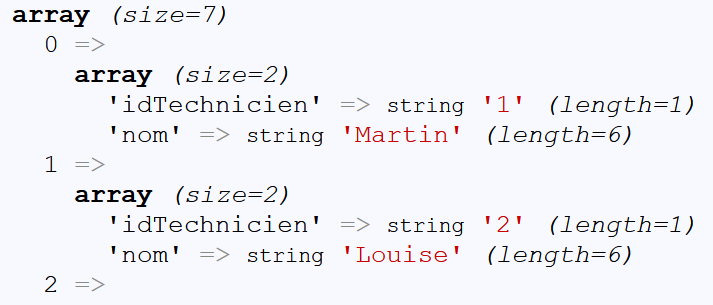 array (size=7)
0 =>
array (size=2)
'idTechnicien' => string '1' (length=1)
'nom' => string 'Martin' (length=6)
1 =>
array (size=2)
'idTechnicien' => string '2' (length=1)
'nom' => string 'Louise' (length=6)
2 =>